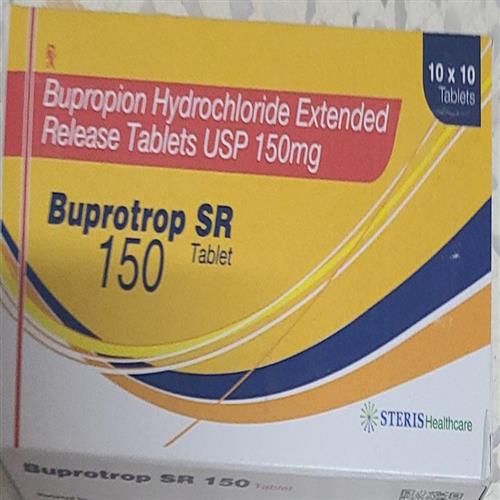 10 x 10
Tablets
Bupropion Hydrochloride Extended
Release Tablets USP 150mg
Buprotrop SR
150 Tablet
STERIS Healthcare
Buprotrop SR 150 Tablet